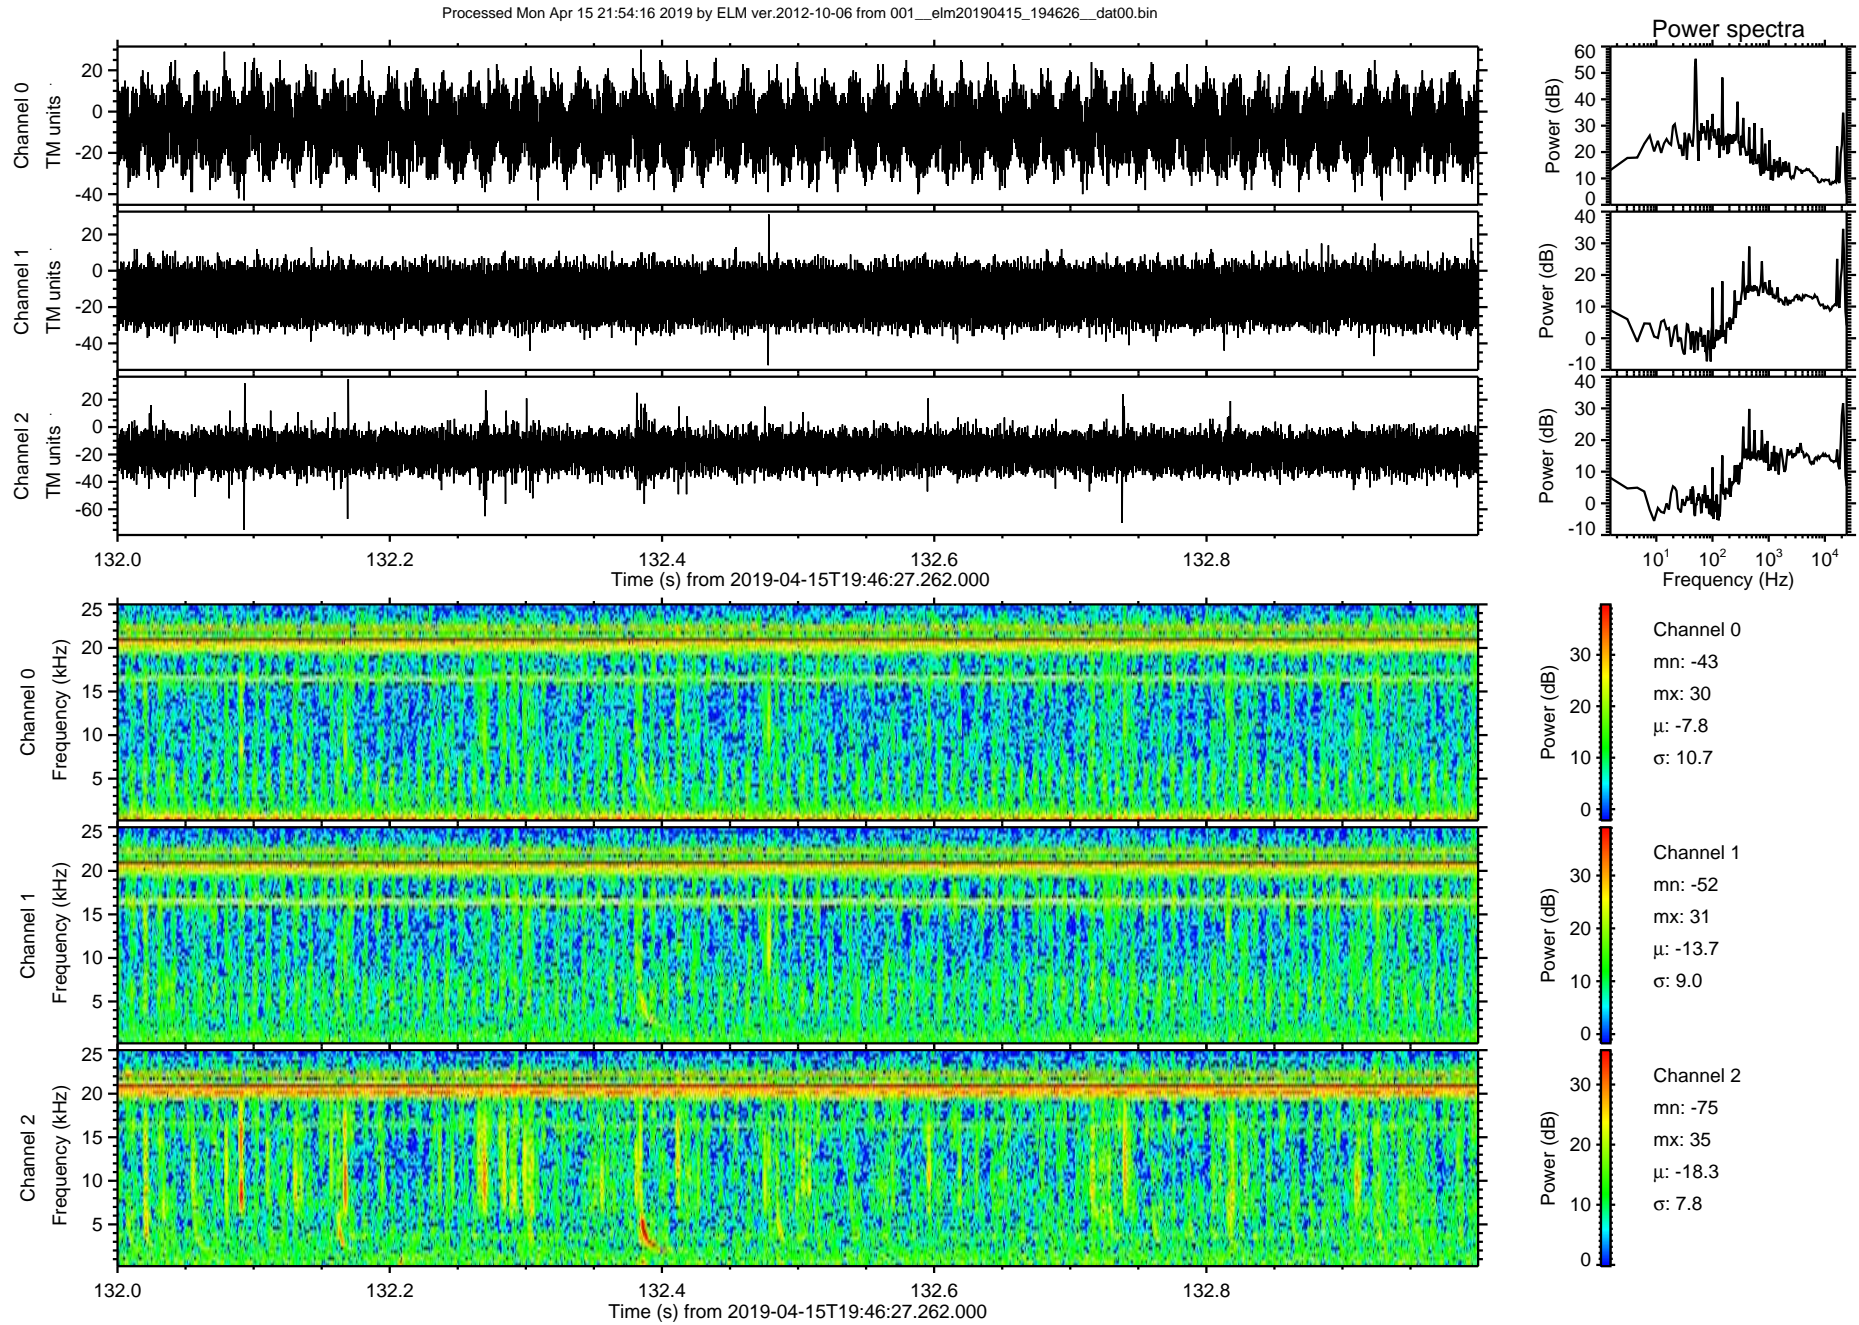 Processed Mon Apr 15 21:54:16 2019 by ELM ver.2012-10-06 from 001__elm20190415_194626__dat00.bin
Power spectra
Channel 0
TM units
20
0
-20
-40
Power (dB)
60
50
40
30
20
10
0
Channel 1
TM units
20
0
-20
-40
Power (dB)
40
30
20
10
0
-10
Channel 2
TM units
20
0
-20
-40
-60
Power (dB)
40
30
20
10
0
-10
132.0 132.2 132.4 132.6 132.8
Time (s) from 2019-04-15T19:46:27.262.000
10^1 10^2 10^3 10^4
Frequency (Hz)
Channel 0
Frequency (kHz)
25
20
15
10
5
Power (dB)
30
20
10
0
Channel 0
mn: -43
mx: 30
μ: -7.8
σ: 10.7
Channel 1
Frequency (kHz)
25
20
15
10
5
Power (dB)
30
20
10
0
Channel 1
mn: -52
mx: 31
μ: -13.7
σ: 9.0
Channel 2
Frequency (kHz)
25
20
15
10
5
Power (dB)
30
20
10
0
Channel 2
mn: -75
mx: 35
μ: -18.3
σ: 7.8
132.0 132.2 132.4 132.6 132.8
Time (s) from 2019-04-15T19:46:27.262.000